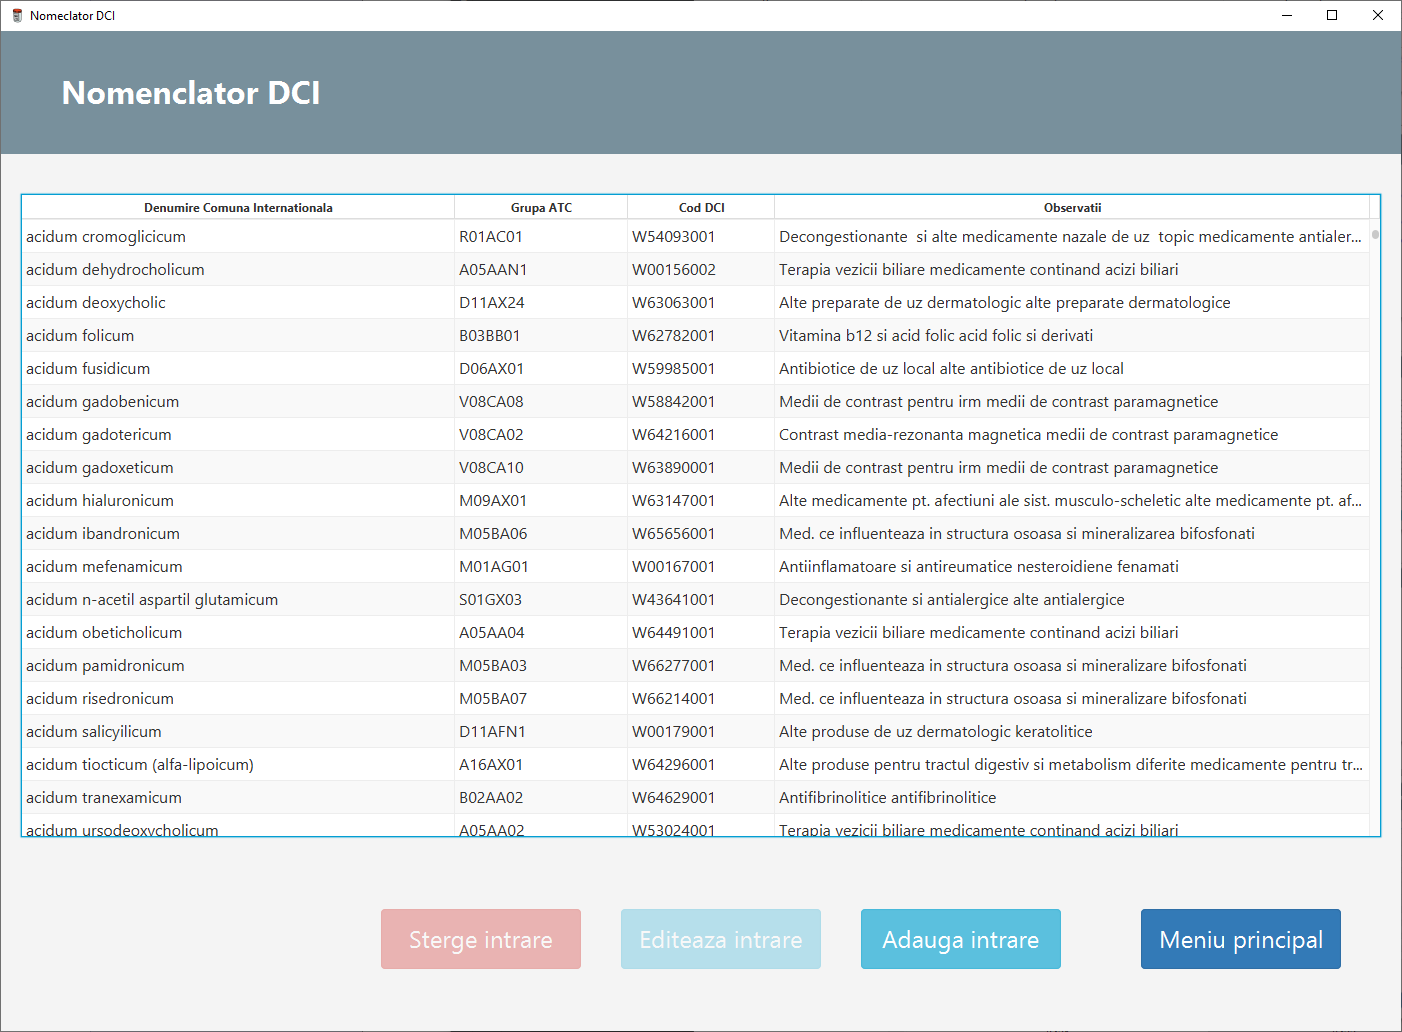 Nomeclator DCI
Nomenclator DCI
Denumire Comuna Internationala Grupa ATC Cod DCI Observatii
acidum cromoglicicum R01AC01 W54093001 Decongestionante  si alte medicamente nazale de uz  topic medicamente antialer...
acidum dehydrocholicum A05AAN1 W00156002 Terapia vezicii biliare medicamente continand acizi biliari
acidum deoxycholic D11AX24 W63063001 Alte preparate de uz dermatologic alte preparate dermatologice
acidum folicum B03BB01 W62782001 Vitamina b12 si acid folic acid folic si derivati
acidum fusidicum D06AX01 W59985001 Antibiotice de uz local alte antibiotice de uz local
acidum gadobenicum V08CA08 W58842001 Medii de contrast pentru irm medii de contrast paramagnetice
acidum gadotericum V08CA02 W64216001 Contrast media-rezonanta magnetica medii de contrast paramagnetice
acidum gadoxeticum V08CA10 W63890001 Medii de contrast pentru irm medii de contrast paramagnetice
acidum hialuronicum M09AX01 W63147001 Alte medicamente pt. afectiuni ale sist. musculo-scheletic alte medicamente pt. af...
acidum ibandronicum M05BA06 W65656001 Med. ce influenteaza in structura osoasa si mineralizarea bifosfonati
acidum mefenamicum M01AG01 W00167001 Antiinflamatoare si antireumatice nesteroidiene fenamati
acidum n-acetil aspartil glutamicum S01GX03 W43641001 Decongestionante si antialergice alte antialergice
acidum obeticholicum A05AA04 W64491001 Terapia vezicii biliare medicamente continand acizi biliari
acidum pamidronicum M05BA03 W66277001 Med. ce influenteaza in structura osoasa si mineralizare bifosfonati
acidum risedronicum M05BA07 W66214001 Med. ce influenteaza in structura osoasa si mineralizare bifosfonati
acidum salicyilicum D11AFN1 W00179001 Alte produse de uz dermatologic keratolitice
acidum tiocticum (alfa-lipoicum) A16AX01 W64296001 Alte produse pentru tractul digestiv si metabolism diferite medicamente pentru tr...
acidum tranexamicum B02AA02 W64629001 Antifibrinolitice antifibrinolitice
acidum ursodeoxycholicum A05AA02 W53024001 Terapia vezicii biliare medicamente continand acizi biliari
Sterge intrare Editeaza intrare Adauga intrare Meniu principal